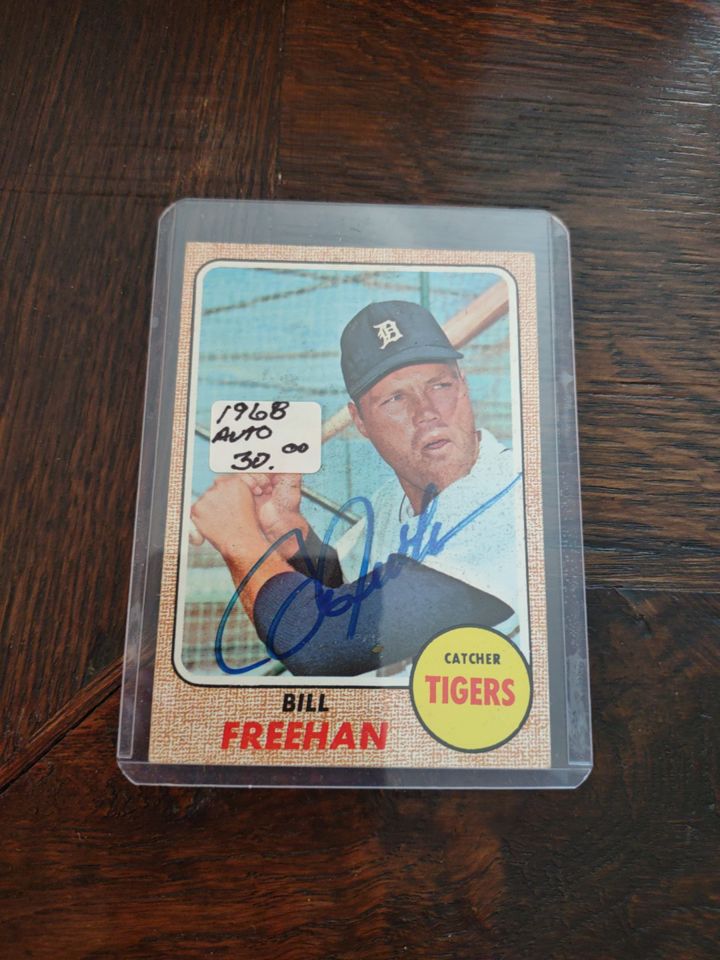 D
1968
AUTO
30.00
CATCHER
TIGERS
BILL
FREEHAN